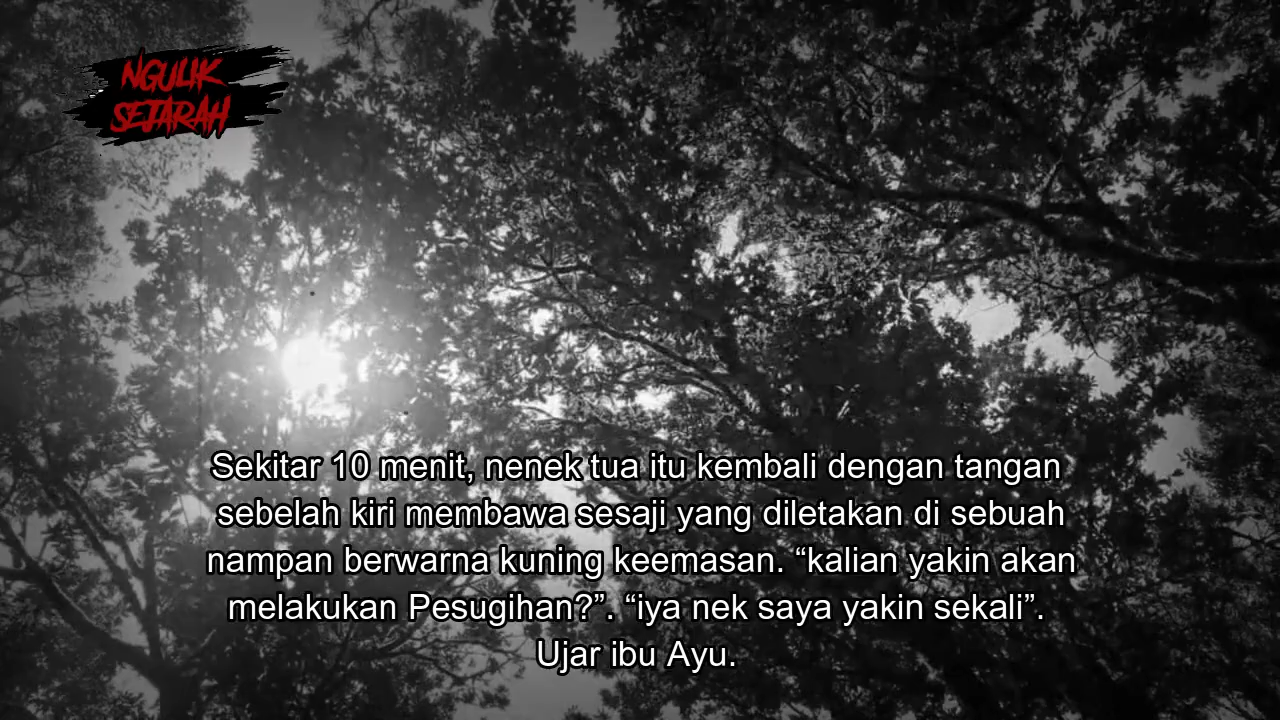 NGULIK
SEJARAH
Sekitar 10 menit, nenek tua itu kembali dengan tangan
sebelah kiri membawa sesaji yang diletakan di sebuah
nampan berwarna kuning keemasan. “kalian yakin akan
melakukan Pesugihan?”. “iya nek saya yakin sekali”.
Ujar ibu Ayu.